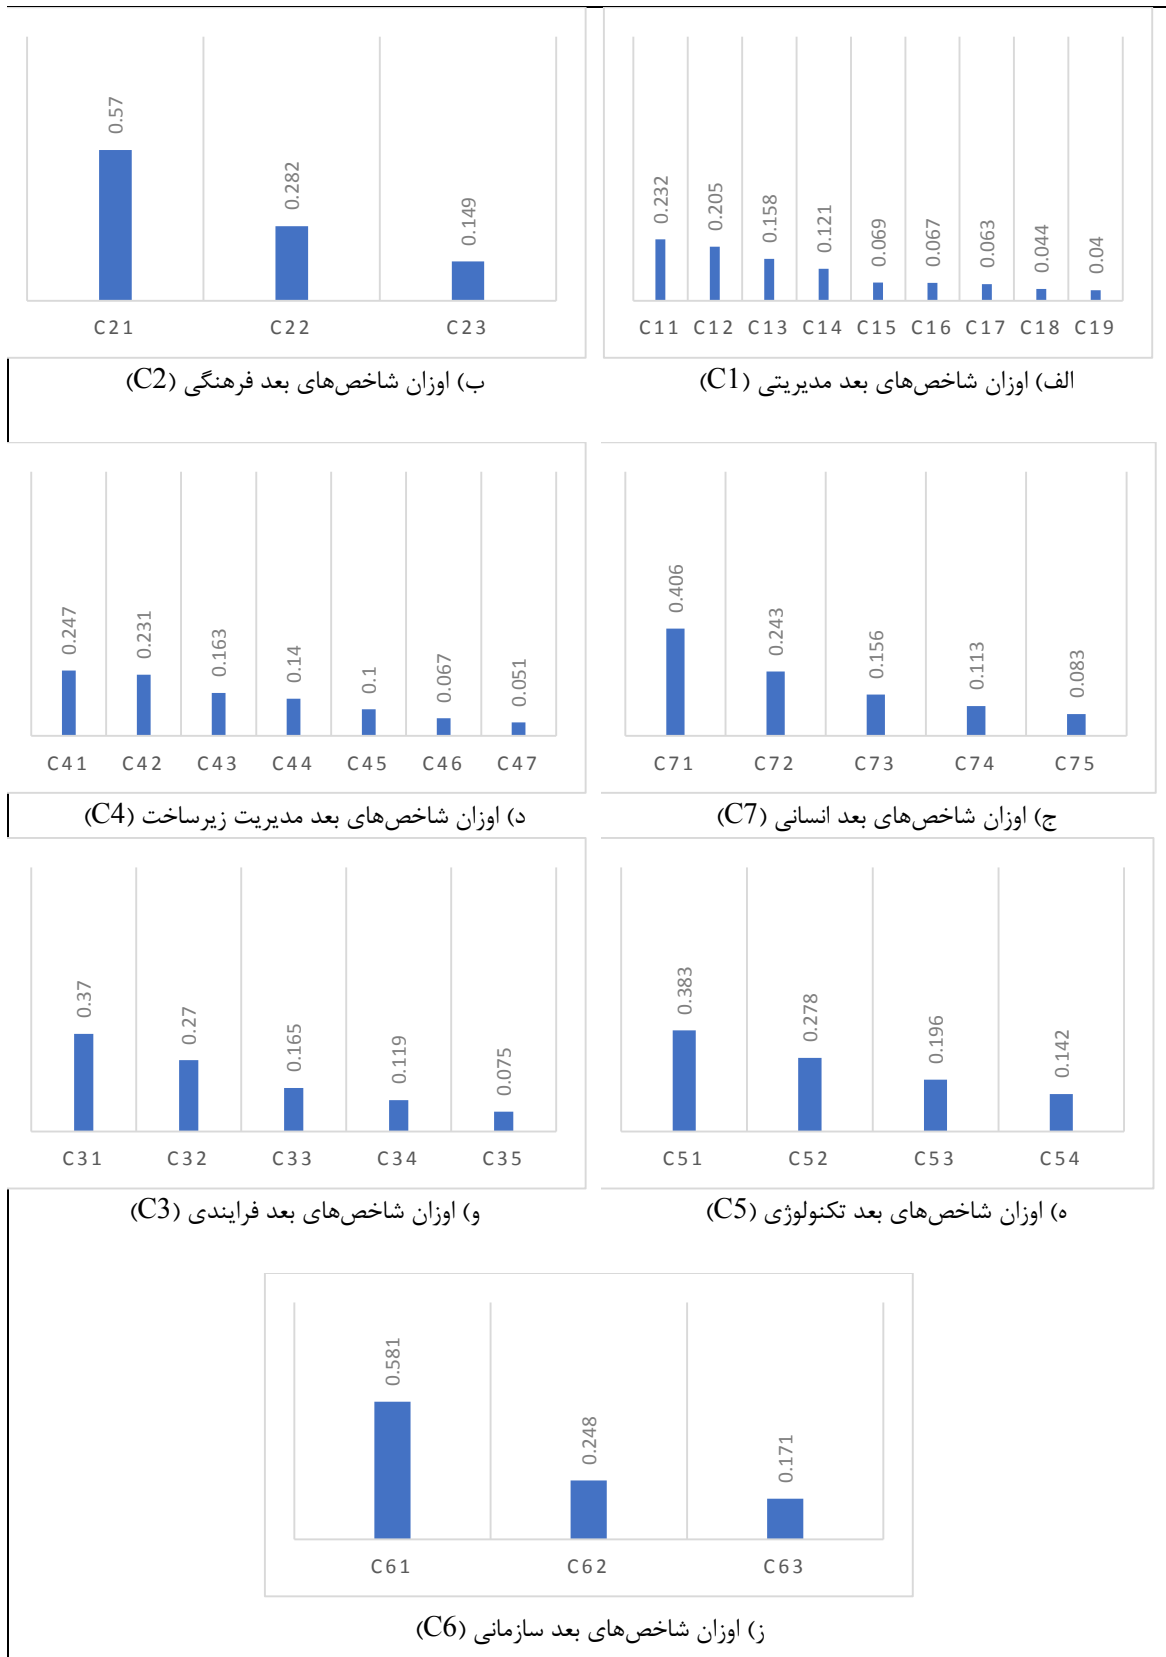 0.232 0.205 0.158 0.121 0.069 0.067 0.063 0.044 0.04
C11 C12 C13 C14 C15 C16 C17 C18 C19
الف) اوزان شاخص‌های بعد مدیریتی (C1)
0.57 0.282 0.149
C21 C22 C23
ب) اوزان شاخص‌های بعد فرهنگی (C2)
0.406 0.243 0.156 0.113 0.083
C71 C72 C73 C74 C75
ج) اوزان شاخص‌های بعد انسانی (C7)
0.247 0.231 0.163 0.14 0.1 0.067 0.051
C41 C42 C43 C44 C45 C46 C47
د) اوزان شاخص‌های بعد مدیریت زیرساخت (C4)
0.383 0.278 0.196 0.142
C51 C52 C53 C54
ه) اوزان شاخص‌های بعد تکنولوژی (C5)
0.37 0.27 0.165 0.119 0.075
C31 C32 C33 C34 C35
و) اوزان شاخص‌های بعد فرایندی (C3)
0.581 0.248 0.171
C61 C62 C63
ز) اوزان شاخص‌های بعد سازمانی (C6)